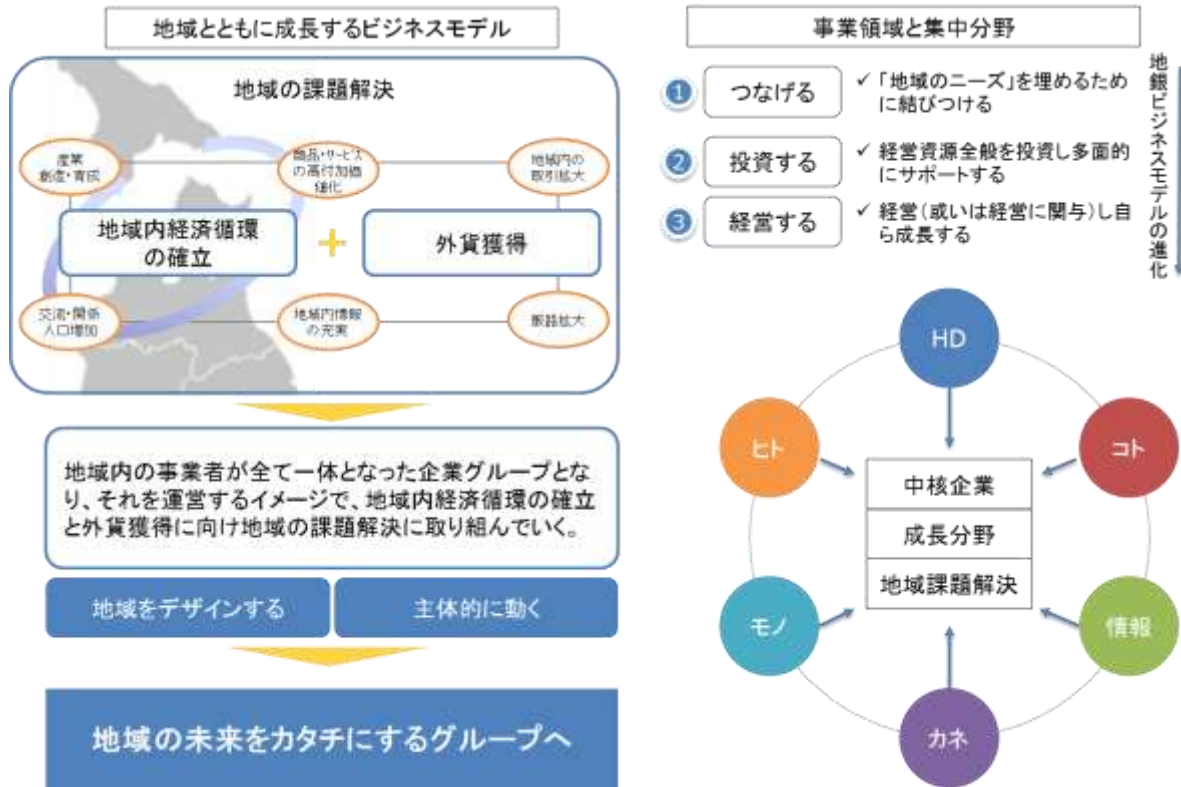 地域とともに成長するビジネスモデル
地域の課題解決
産業
創造・育成
商品・サービス
の高付加価
値化
地域内の
取引拡大
地域内経済循環
の確立
+
外貨獲得
交流・関係
人口増加
地域内情報
の充実
販路拡大
地域内の事業者が全て一体となった企業グループとな
り、それを運営するイメージで、地域内経済循環の確立
と外貨獲得に向け地域の課題解決に取り組んでいく。
地域をデザインする
主体的に動く
地域の未来をカタチにするグループへ
事業領域と集中分野
1
つなげる
✓ 「地域のニーズ」を埋めるため
に結びつける
2
投資する
✓ 経営資源全般を投資し多面的
にサポートする
3
経営する
✓ 経営(或いは経営に関与)し自
ら成長する
地銀ビジネスモデルの進化
HD
ヒト
コト
中核企業
成長分野
地域課題解決
モノ
情報
カネ